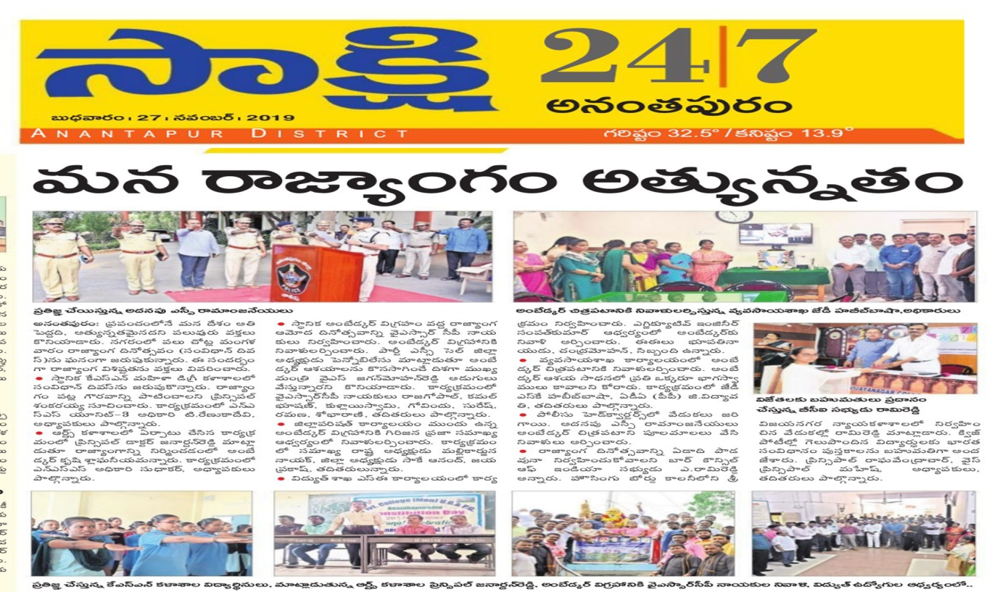 సాక్షి
24|7
అనంతపురం
బుధవారం: 27: నవంబర్: 2019
ANANTAPUR DISTRICT
గరిష్టం 32.5° / కనిష్టం 13.9°
మన రాజ్యాంగం అత్యున్నతం
ప్రతిజ్ఞ చేయిస్తున్న అదనపు ఎస్పీ రామాంజనేయులు
అంబేడ్కర్ చిత్రపటానికి నివాళులర్పిస్తున్న వ్యవసాయశాఖ జేడీ హబీబ్‌బాషా,అధికారులు
అనంతపురం: ప్రపంచంలోనే మన దేశం అతి
పెద్దది, అత్యున్నతమైనదని పలువురు వక్తలు
కొనియాడారు. నగరంలో పలు చోట్ల మంగళ
వారం రాజ్యాంగ దినోత్సవం (సంవిధాన్ దివ
స్)ను ఘనంగా జరుపుకున్నారు. ఈ సందర్భం
గా రాజ్యాంగ విశిష్టతను వక్తలు వివరించారు.
● స్థానిక కేఎస్ఎన్ మహిళా డిగ్రీ కళాశాలలో
సంవిధాన్ దివస్‌ను జరుపుకొన్నారు. రాజ్యాం
గం పట్ల గౌరవాన్ని పాటించాలని ప్రిన్సిపల్
శంకరయ్య సూచించారు. కార్యక్రమంలో ఎన్ఎ
స్ఎస్ యూనిట్–3 అధికారి టి.రేణుకాదేవి,
అధ్యాపకులు పాల్గొన్నారు.
● ఆర్ట్స్ కళాశాలలో ఏర్పాటు చేసిన కార్యక్ర
మంలో ప్రిన్సిపల్ డాక్టర్ జనార్దన్‌రెడ్డి మాట్లా
డుతూ రాజ్యాంగాన్ని నిర్మించడంలో అంబే
డ్కర్ కృషి శ్లాఘనీయమన్నారు. కార్యక్రమంలో
ఎన్ఎస్ఎస్ అధికారి సుధాకర్, అధ్యాపకులు
పాల్గొన్నారు.
● స్థానిక అంబేడ్కర్ విగ్రహం వద్ద రాజ్యాంగ
ఆమోద దినోత్సవాన్ని వైఎస్సార్ సీపీ నాయ
కులు నిర్వహించారు. అంబేడ్కర్ విగ్రహానికి
నివాళులర్పించారు. పార్టీ ఎస్సీ సెల్ జిల్లా
అధ్యక్షుడు పెన్నోబిలేసు మాట్లాడుతూ అంబే
డ్కర్ ఆశయాలను కొనసాగించే దిశగా ముఖ్య
మంత్రి వైఎస్ జగన్‌మోహన్‌రెడ్డి అడుగులు
వేస్తున్నారని కొనియాడారు. కార్యక్రమంలో
వైఎస్సార్‌సీపీ నాయకులు రాజగోపాల్, కమల్
భూషణ్, కుళ్లాయిస్వామి, గోవిందు, సురేష్,
రమణ, శోభారాణి, తదితరులు పాల్గొన్నారు.
● జిల్లాపరిషత్ కార్యాలయం ముందు ఉన్న
అంబేడ్కర్ విగ్రహానికి గిరిజన ప్రజా సమాఖ్య
ఆధ్వర్యంలో నివాళులర్పించారు. కార్యక్రమం
లో సమాఖ్య రాష్ట్ర అధ్యక్షుడు మల్లికార్జున
నాయక్, జిల్లా అధ్యక్షుడు సాకే ఆనంద్, జయ
ప్రకాష్, తదితరులున్నారు.
● విద్యుత్ శాఖ ఎస్ఈ కార్యాలయంలో కార్య
క్రమం నిర్వహించారు. ఎగ్జిక్యూటివ్ ఇంజినీర్
సంపత్‌కుమార్ ఆధ్వర్యంలో అంబేడ్కర్‌కు
నివాళి అర్పించారు. ఈఈలు భూపతినా
యుడు, చంద్రమోహన్, సిబ్బంది ఉన్నారు.
● వ్యవసాయశాఖ కార్యాలయంలో అంబే
డ్కర్ చిత్రపటానికి నివాళులర్పించారు. అంబే
డ్కర్ ఆశయ సాధనలో ప్రతి ఒక్కరూ భాగస్వా
ములు కావాలని కోరారు. కార్యక్రమంలో జేడీ
ఎస్‌కే హబీబ్‌బాషా, ఏడీఏ (పీపీ) జి.విద్యావ
తి, తదితరులు పాల్గొన్నారు.
● పోలీసు హెడ్‌క్వార్టర్స్‌లో వేడుకలు జరి
గాయి. అదనపు ఎస్పీ రామాంజనేయులు
అంబేడ్కర్ చిత్రపటానికి పూలమాలలు వేసి
నివాళులు అర్పించారు.
● రాజ్యాంగ దినోత్సవాన్ని ఏడాది పొడ
వునా నిర్వహించుకోవాలని బార్ కౌన్సిల్
ఆఫ్ ఇండియా సభ్యుడు ఎ.రామిరెడ్డి
అన్నారు. హౌసింగు బోర్డు కాలనీలోని శ్రీ
VIJAYANAGAR COLLEGE
విజేతలకు బహుమతులు ప్రదానం
చేస్తున్న బీసీఐ సభ్యుడు రామిరెడ్డి
విజయనగర న్యాయకళాశాలలో నిర్వహిం
చిన వేడుకల్లో రామిరెడ్డి మాట్లాడారు. క్విజ్
పోటీల్లో గెలుపొందిన విద్యార్థులకు భారత
సంవిధానం పుస్తకాలను బహుమతిగా అంద
జేశారు. ప్రిన్సిపాల్ రాఘవేంద్రాచార్, వైస్
ప్రిన్సిపాల్ మహేష్, అధ్యాపకులు,
తదితరులు పాల్గొన్నారు.
College (Men) U.G & P.G
Ananthapuramu
Constitution Day
ప్రతిజ్ఞ చేస్తున్న కేఎస్ఎన్ కళాశాల విద్యార్థినులు, మాట్లాడుతున్న ఆర్ట్స్ కళాశాల ప్రిన్సిపల్ జనార్దన్‌రెడ్డి, అంబేడ్కర్ విగ్రహానికి వైఎస్సార్‌సీపీ నాయకుల నివాళి, విద్యుత్ ఉద్యోగుల ఆధ్వర్యంలో..